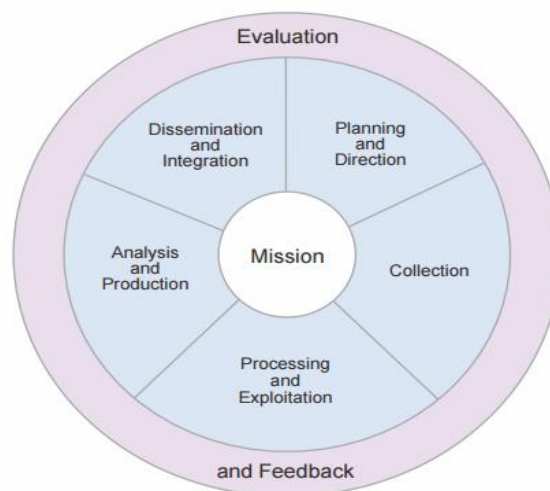 Evaluation
Dissemination
and
Integration
Planning
and
Direction
Analysis
and
Production
Mission
Collection
Processing
and
Exploitation
and Feedback